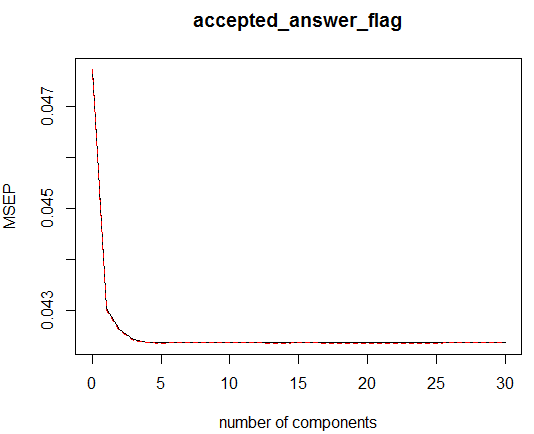 accepted_answer_flag
MSEP
0.047
0.045
0.043
0 5 10 15 20 25 30
number of components